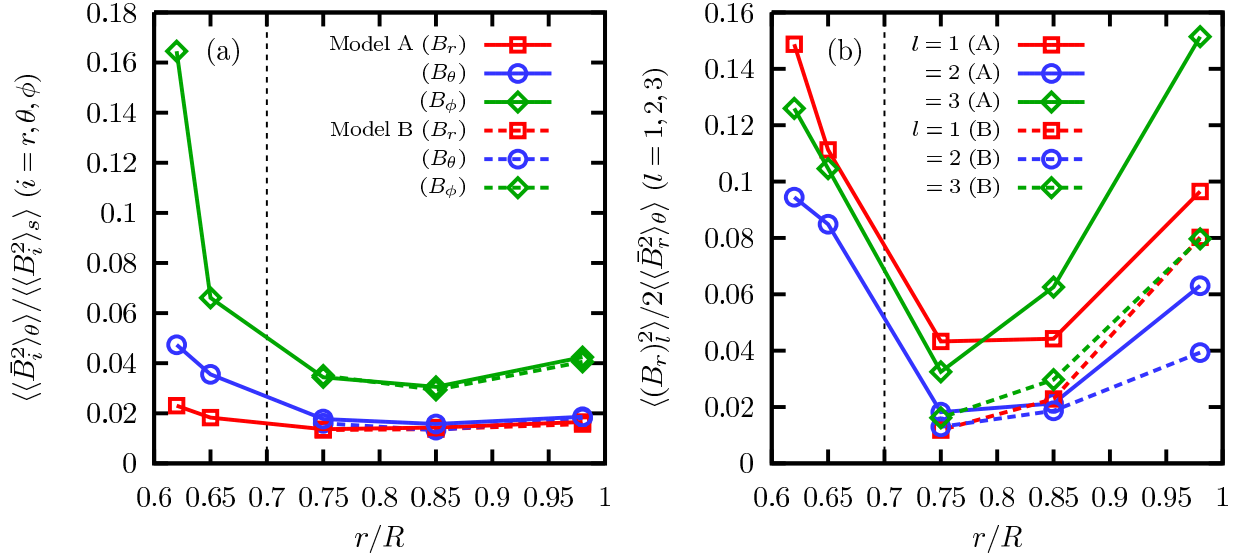 ⟨⟨B̄_i^2⟩_θ⟩/⟨⟨B_i^2⟩_s⟩ (i = r, θ, ϕ)
0.18
0.16
0.14
0.12
0.1
0.08
0.06
0.04
0.02
0
(a)
Model A (B_r)
(B_θ)
(B_ϕ)
Model B (B_r)
(B_θ)
(B_ϕ)
0.6 0.65 0.7 0.75 0.8 0.85 0.9 0.95 1
r/R
⟨(B_r)_l^2⟩/2⟨⟨B̄_r^2⟩_θ⟩ (l = 1, 2, 3)
0.16
0.14
0.12
0.1
0.08
0.06
0.04
0.02
0
(b)
l = 1 (A)
= 2 (A)
= 3 (A)
l = 1 (B)
= 2 (B)
= 3 (B)
0.6 0.65 0.7 0.75 0.8 0.85 0.9 0.95 1
r/R